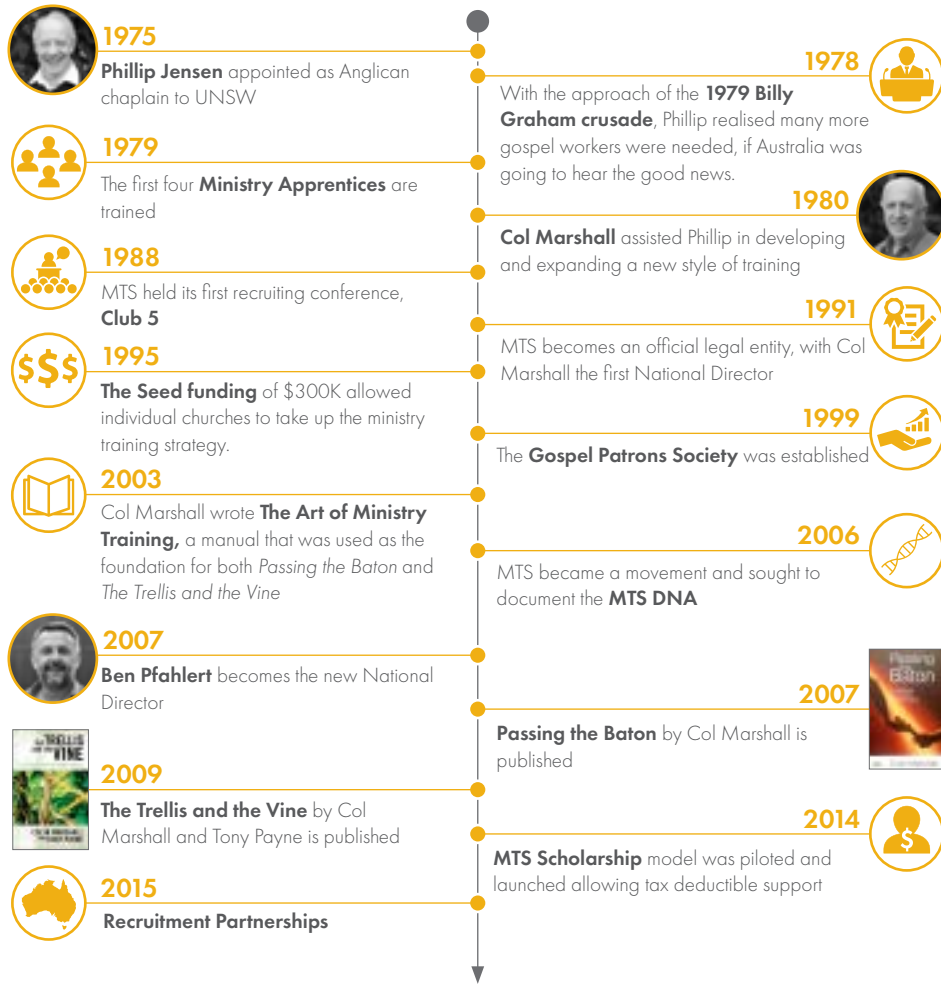 1975
Phillip Jensen appointed as Anglican
chaplain to UNSW
1978
With the approach of the 1979 Billy
Graham crusade, Phillip realised many more
gospel workers were needed, if Australia was
going to hear the good news.
1979
The first four Ministry Apprentices are
trained
1980
Col Marshall assisted Phillip in developing
and expanding a new style of training
1988
MTS held its first recruiting conference,
Club 5
1991
MTS becomes an official legal entity, with Col
Marshall the first National Director
$$$
1995
The Seed funding of $300K allowed
individual churches to take up the ministry
training strategy.
1999
The Gospel Patrons Society was established
2003
Col Marshall wrote The Art of Ministry
Training, a manual that was used as the
foundation for both Passing the Baton and
The Trellis and the Vine
2006
MTS became a movement and sought to
document the MTS DNA
2007
Ben Pfahlert becomes the new National
Director
Passing
Baton
2007
Passing the Baton by Col Marshall is
published
TRELLIS
VINE
2009
The Trellis and the Vine by Col
Marshall and Tony Payne is published
2014
$
MTS Scholarship model was piloted and
launched allowing tax deductible support
2015
Recruitment Partnerships